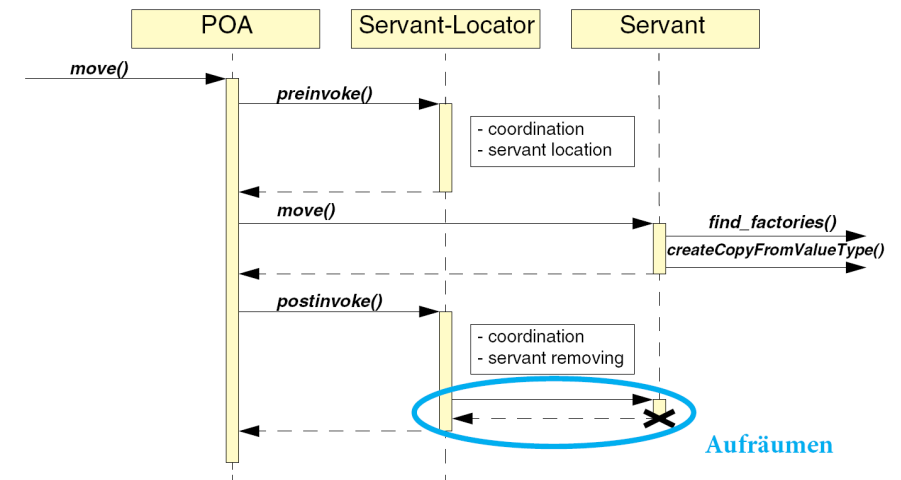 POA
Servant-Locator
Servant
move()
preinvoke()
- coordination
- servant location
move()
find_factories()
createCopyFromValueType()
postinvoke()
- coordination
- servant removing
Aufräumen